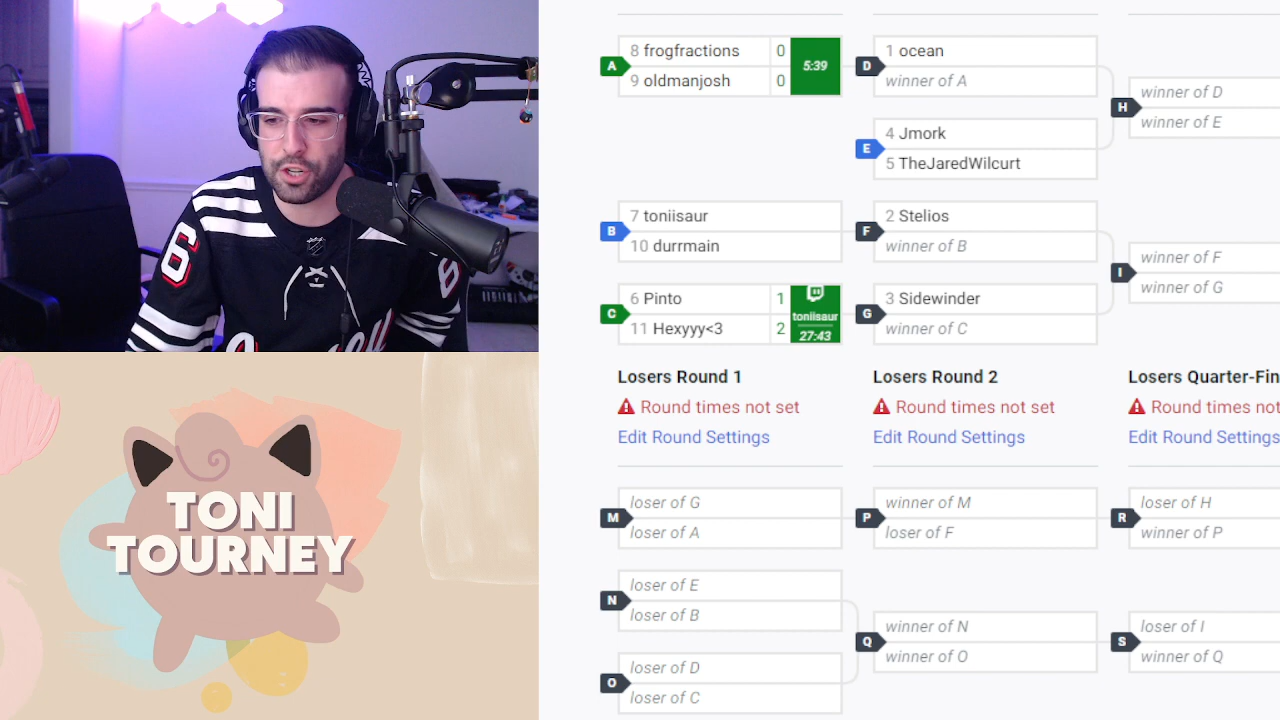 A
8 frogfractions 0
9 oldmanjosh 0
5:39
D
1 ocean
winner of A
H
winner of D
winner of E
E
4 Jmork
5 TheJaredWilcurt
B
7 toniisaur
10 durrmain
F
2 Stelios
winner of B
I
winner of F
winner of G
C
6 Pinto 1
11 Hexyyy<3 2
toniisaur
27:43
G
3 Sidewinder
winner of C
Losers Round 1
Round times not set
Edit Round Settings
Losers Round 2
Round times not set
Edit Round Settings
Losers Quarter-Fin
Round times not
Edit Round Settings
M
loser of G
loser of A
P
winner of M
loser of F
R
loser of H
winner of P
N
loser of E
loser of B
Q
winner of N
winner of O
S
loser of I
winner of Q
O
loser of D
loser of C
TONI
TOURNEY
6
6